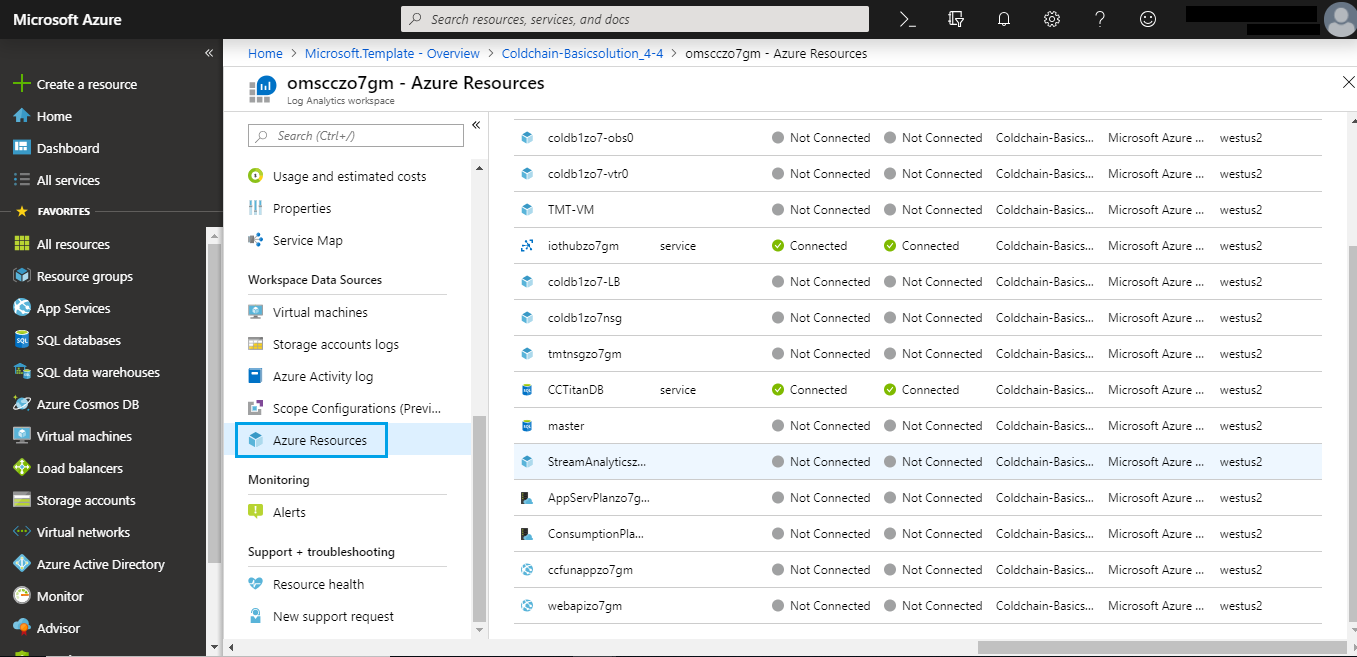 Microsoft Azure
Search resources, services, and docs
Home > Microsoft.Template - Overview > Coldchain-Basicsolution_4-4 > omscczo7gm - Azure Resources
Create a resource
Home
Dashboard
All services
FAVORITES
All resources
Resource groups
App Services
SQL databases
SQL data warehouses
Azure Cosmos DB
Virtual machines
Load balancers
Storage accounts
Virtual networks
Azure Active Directory
Monitor
Advisor
omscczo7gm - Azure Resources
Log Analytics workspace
Search (Ctrl+/)
Usage and estimated costs
Properties
Service Map
Workspace Data Sources
Virtual machines
Storage accounts logs
Azure Activity log
Scope Configurations (Previ...
Azure Resources
Monitoring
Alerts
Support + troubleshooting
Resource health
New support request
coldb1zo7-obs0 Not Connected Not Connected Coldchain-Basics... Microsoft Azure ... westus2
coldb1zo7-vtr0 Not Connected Not Connected Coldchain-Basics... Microsoft Azure ... westus2
TMT-VM Not Connected Not Connected Coldchain-Basics... Microsoft Azure ... westus2
iothubzo7gm service Connected Connected Coldchain-Basics... Microsoft Azure ... westus2
coldb1zo7-LB Not Connected Not Connected Coldchain-Basics... Microsoft Azure ... westus2
coldb1zo7nsg Not Connected Not Connected Coldchain-Basics... Microsoft Azure ... westus2
tmtnsgzo7gm Not Connected Not Connected Coldchain-Basics... Microsoft Azure ... westus2
CCTitanDB service Connected Connected Coldchain-Basics... Microsoft Azure ... westus2
master Not Connected Not Connected Coldchain-Basics... Microsoft Azure ... westus2
StreamAnalyticsz... Not Connected Not Connected Coldchain-Basics... Microsoft Azure ... westus2
AppServPlanzo7g... Not Connected Not Connected Coldchain-Basics... Microsoft Azure ... westus2
ConsumptionPla... Not Connected Not Connected Coldchain-Basics... Microsoft Azure ... westus2
ccfunappzo7gm Not Connected Not Connected Coldchain-Basics... Microsoft Azure ... westus2
webapizo7gm Not Connected Not Connected Coldchain-Basics... Microsoft Azure ... westus2